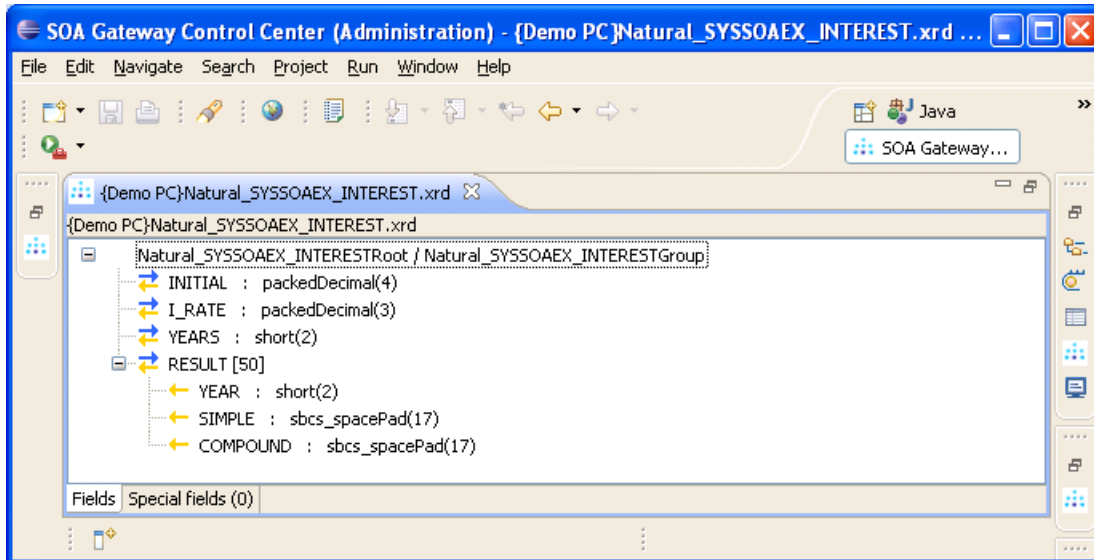 SOA Gateway Control Center (Administration) - {Demo PC}Natural_SYSSOAEX_INTEREST.xrd ...
File Edit Navigate Search Project Run Window Help
Java »
SOA Gateway...
{Demo PC}Natural_SYSSOAEX_INTEREST.xrd
{Demo PC}Natural_SYSSOAEX_INTEREST.xrd
Natural_SYSSOAEX_INTERESTRoot / Natural_SYSSOAEX_INTERESTGroup
INITIAL : packedDecimal(4)
I_RATE : packedDecimal(3)
YEARS : short(2)
RESULT [50]
YEAR : short(2)
SIMPLE : sbcs_spacePad(17)
COMPOUND : sbcs_spacePad(17)
Fields Special fields (0)